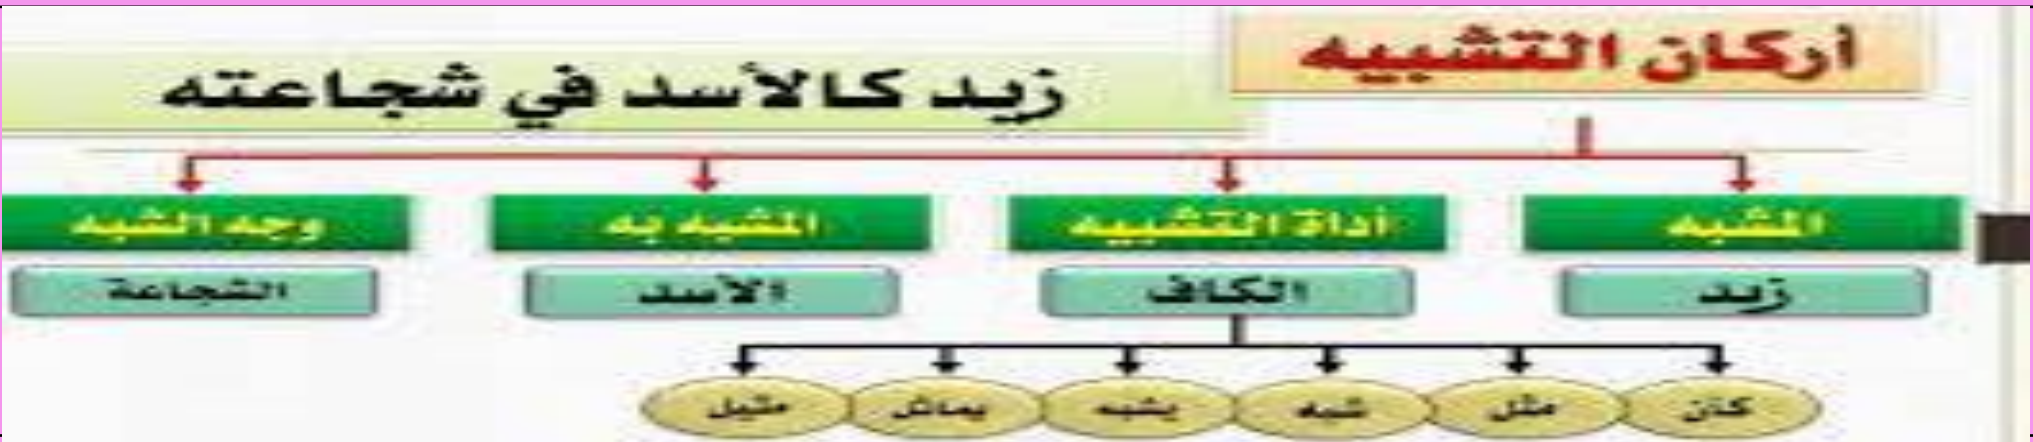 أركان التشبيه
زيد كالأسد في شجاعته
المشبه
أداة التشبيه
المشبه به
وجه الشبه
زيد
الكاف
الأسد
الشجاعة
كأن
مثل
شبه
يشبه
يماثل
مثيل